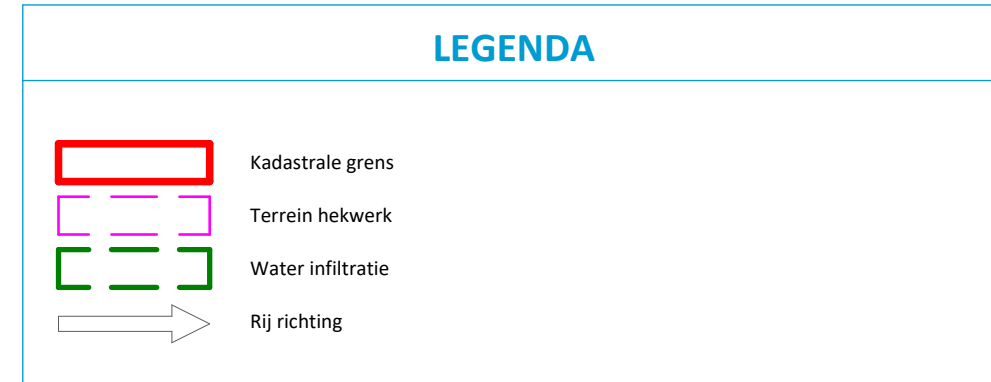 LEGENDA
Kadastrale grens
Terrein hekwerk
Water infiltratie
Rij richting